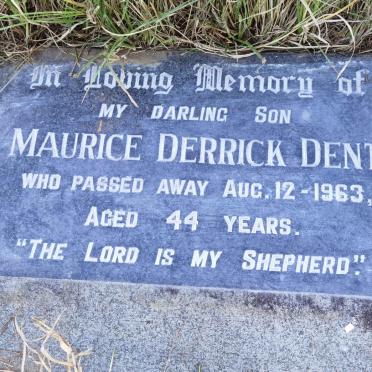 In Loving Memory of
MY DARLING SON
MAURICE DERRICK DENT
WHO PASSED AWAY AUG. 12-1963,
AGED 44 YEARS.
"THE LORD IS MY SHEPHERD".